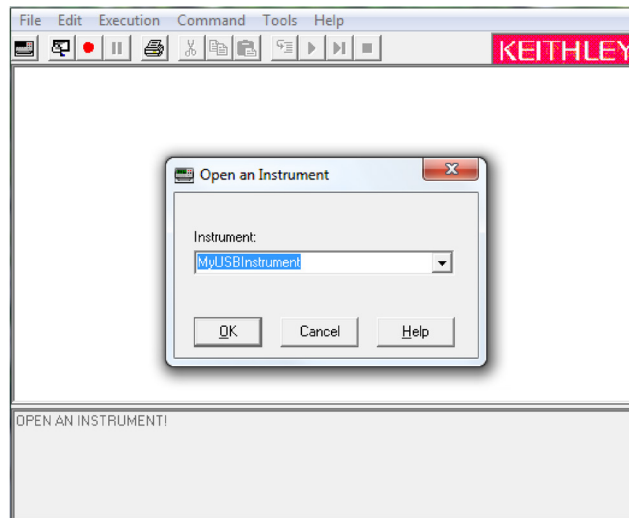 File Edit Execution Command Tools Help
KEITHLEY
Open an Instrument
Instrument:
MyUSBInstrument
OK Cancel Help
OPEN AN INSTRUMENT!